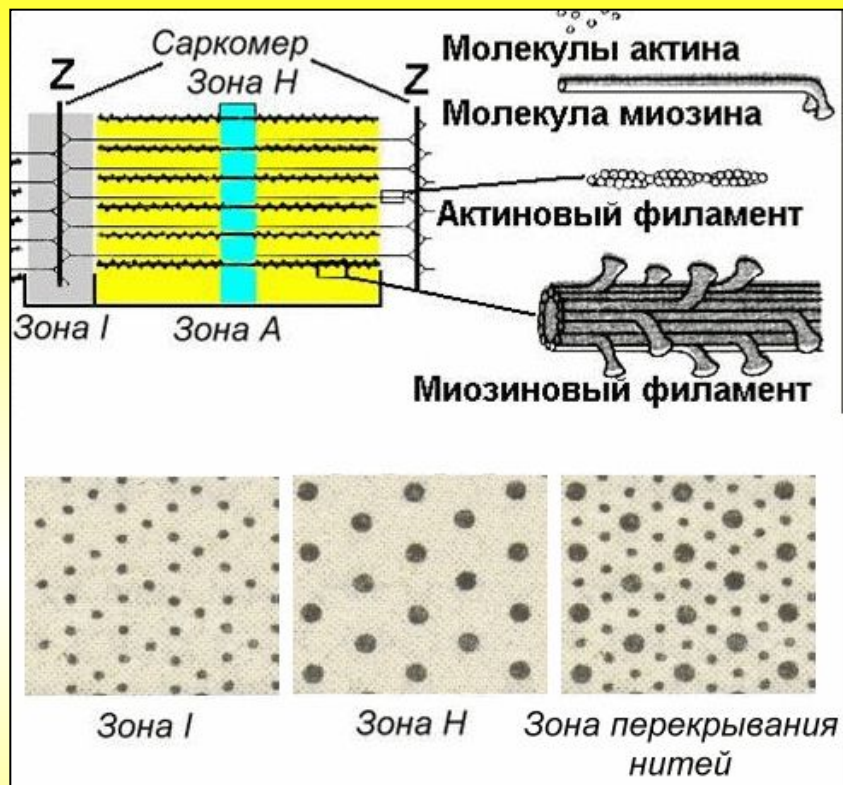 Саркомер
Z
Зона H
Z
Зона I
Зона A
Молекулы актина
Молекула миозина
Актиновый филамент
Миозиновый филамент
Зона I
Зона H
Зона перекрывания
нитей